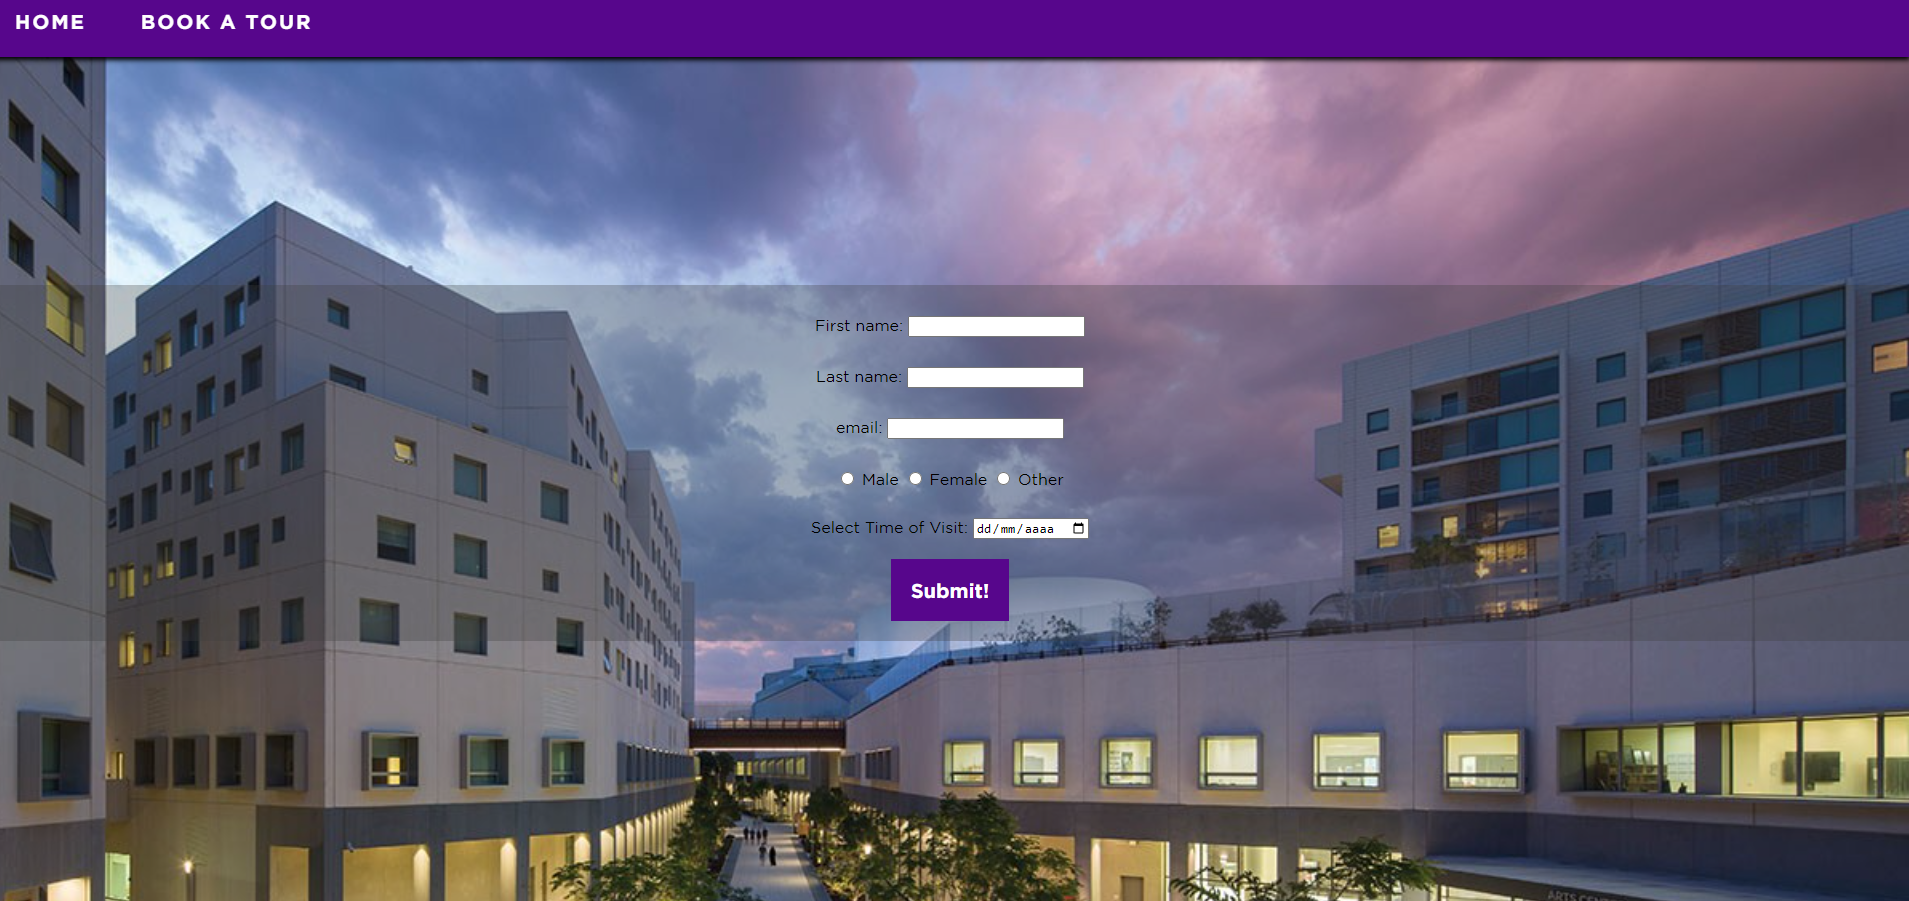 HOME BOOK A TOUR
First name:
Last name:
email:
Male Female Other
Select Time of Visit: dd/mm/aaaa
Submit!